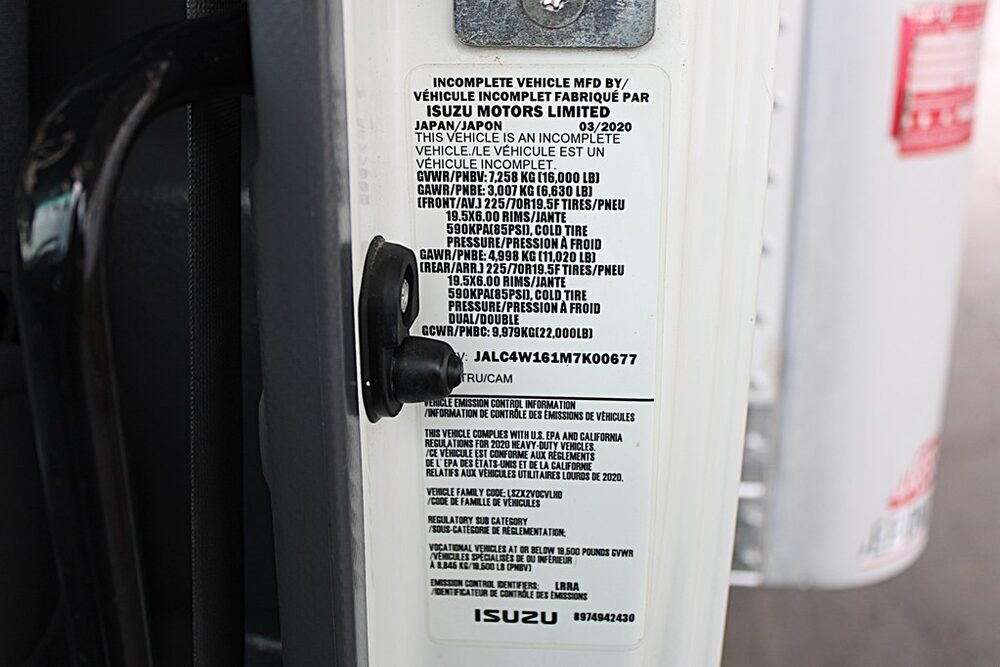 INCOMPLETE VEHICLE MFD BY/
VÉHICULE INCOMPLET FABRIQUÉ PAR
ISUZU MOTORS LIMITED
JAPAN/JAPON 03/2020
THIS VEHICLE IS AN INCOMPLETE
VEHICLE./LE VÉHICULE EST UN
VÉHICULE INCOMPLET.
GVWR/PNBV: 7,258 KG (16,000 LB)
GAWR/PNBE: 3,007 KG (6,630 LB)
(FRONT/AV.) 225/70R19.5F TIRES/PNEU
19.5X6.00 RIMS/JANTE
590KPA(85PSI), COLD TIRE
PRESSURE/PRESSION À FROID
GAWR/PNBE: 4,998 KG (11,020 LB)
(REAR/ARR.) 225/70R19.5F TIRES/PNEU
19.5X6.00 RIMS/JANTE
590KPA(85PSI), COLD TIRE
PRESSURE/PRESSION À FROID
DUAL/DOUBLE
GCWR/PNBC: 9,979KG(22,000LB)
V: JALC4W161M7K00677
TRU/CAM
VEHICLE EMISSION CONTROL INFORMATION
/INFORMATION DE CONTRÔLE DES ÉMISSIONS DE VÉHICULES
THIS VEHICLE COMPLIES WITH U.S. EPA AND CALIFORNIA
REGULATIONS FOR 2020 HEAVY-DUTY VEHICLES.
/CE VÉHICULE EST CONFORME AUX RÈGLEMENTS
DE L' EPA DES ÉTATS-UNIS ET DE LA CALIFORNIE
RELATIFS AUX VÉHICULES UTILITAIRES LOURDS DE 2020.
VEHICLE FAMILY CODE: LSZX2VOCVLHD
/CODE DE FAMILLE DE VÉHICULES
REGULATORY SUB CATEGORY
/SOUS-CATÉGORIE DE RÉGLEMENTATION;
VOCATIONAL VEHICLES AT OR BELOW 19,500 POUNDS GVWR
/VÉHICULES SPÉCIALISÉS DE OU INFÉRIEUR
À 8,845 KG/19,500 LB (PNBV)
EMISSION CONTROL IDENTIFIERS: LRRA
/IDENTIFICATEUR DE CONTRÔLE DES ÉMISSIONS
ISUZU 8974942430